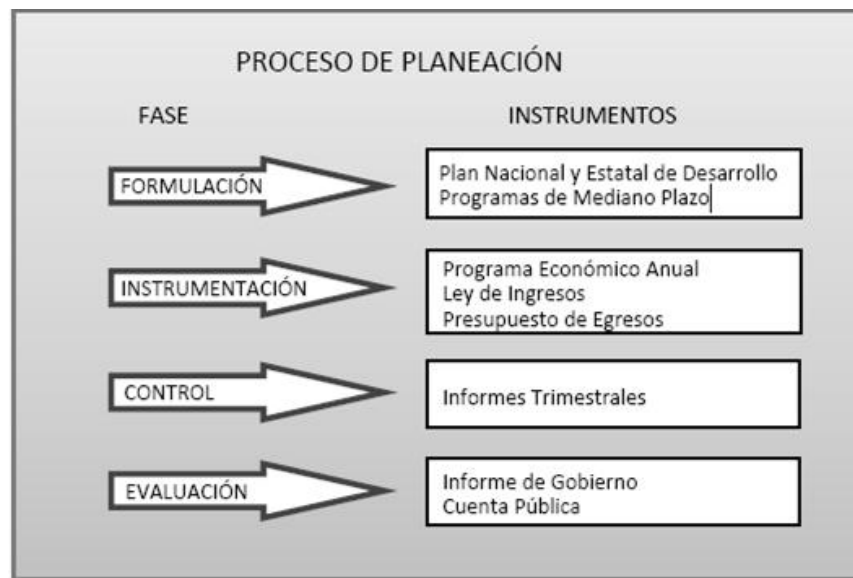 PROCESO DE PLANEACIÓN
FASE
INSTRUMENTOS
FORMULACIÓN
Plan Nacional y Estatal de Desarrollo
Programas de Mediano Plazo
INSTRUMENTACIÓN
Programa Económico Anual
Ley de Ingresos
Presupuesto de Egresos
CONTROL
Informes Trimestrales
EVALUACIÓN
Informe de Gobierno
Cuenta Pública